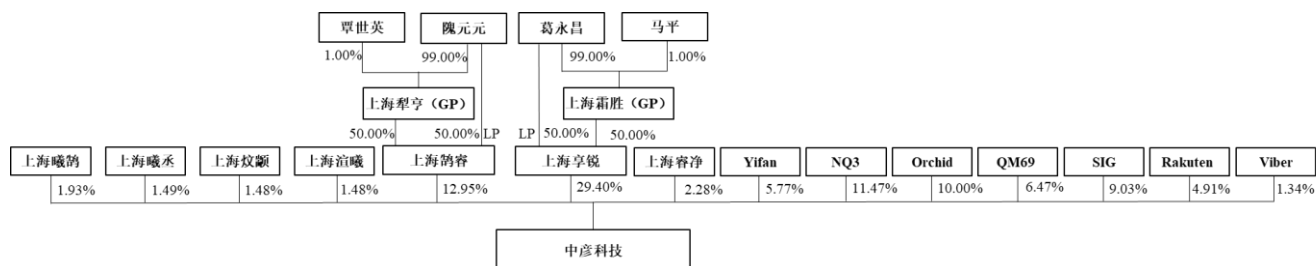 覃世英 隗元元 葛永昌 马平
1.00% 99.00% 99.00% 1.00%
上海犁亨（GP） 上海霜胜（GP）
50.00% 50.00% LP LP 50.00% 50.00%
上海曦鹄 上海曦丞 上海炆颛 上海渲曦 上海鹄睿 上海享锐 上海睿净 Yifan NQ3 Orchid QM69 SIG Rakuten Viber
1.93% 1.49% 1.48% 1.48% 12.95% 29.40% 2.28% 5.77% 11.47% 10.00% 6.47% 9.03% 4.91% 1.34%
中彦科技